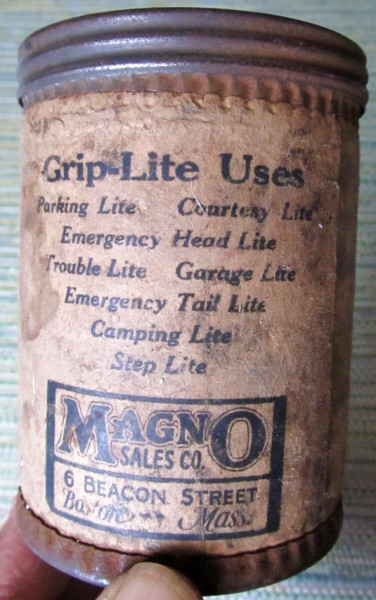 Grip-Lite Uses
Parking Lite Courtesy Lite
Emergency Head Lite
Trouble Lite Garage Lite
Emergency Tail Lite
Camping Lite
Step Lite
MAGNO
SALES CO.
6 BEACON STREET
Boston Mass.